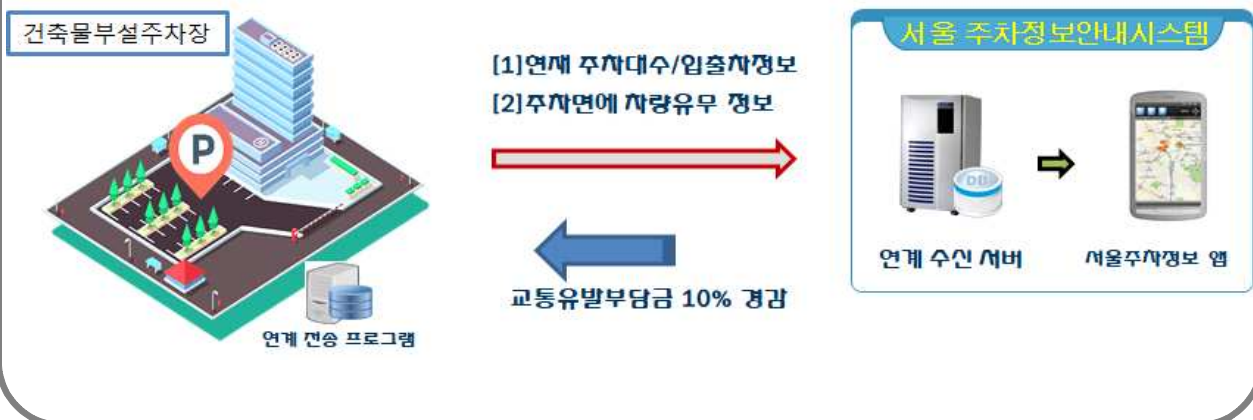 건축물부설주차장
P
연계 전송 프로그램
[1]현재 주차대수/입출차정보
[2]주차면에 차량유무 정보
교통유발부담금 10% 경감
서울 주차정보안내시스템
DB
연계 수신 서버
서울주차정보 앱